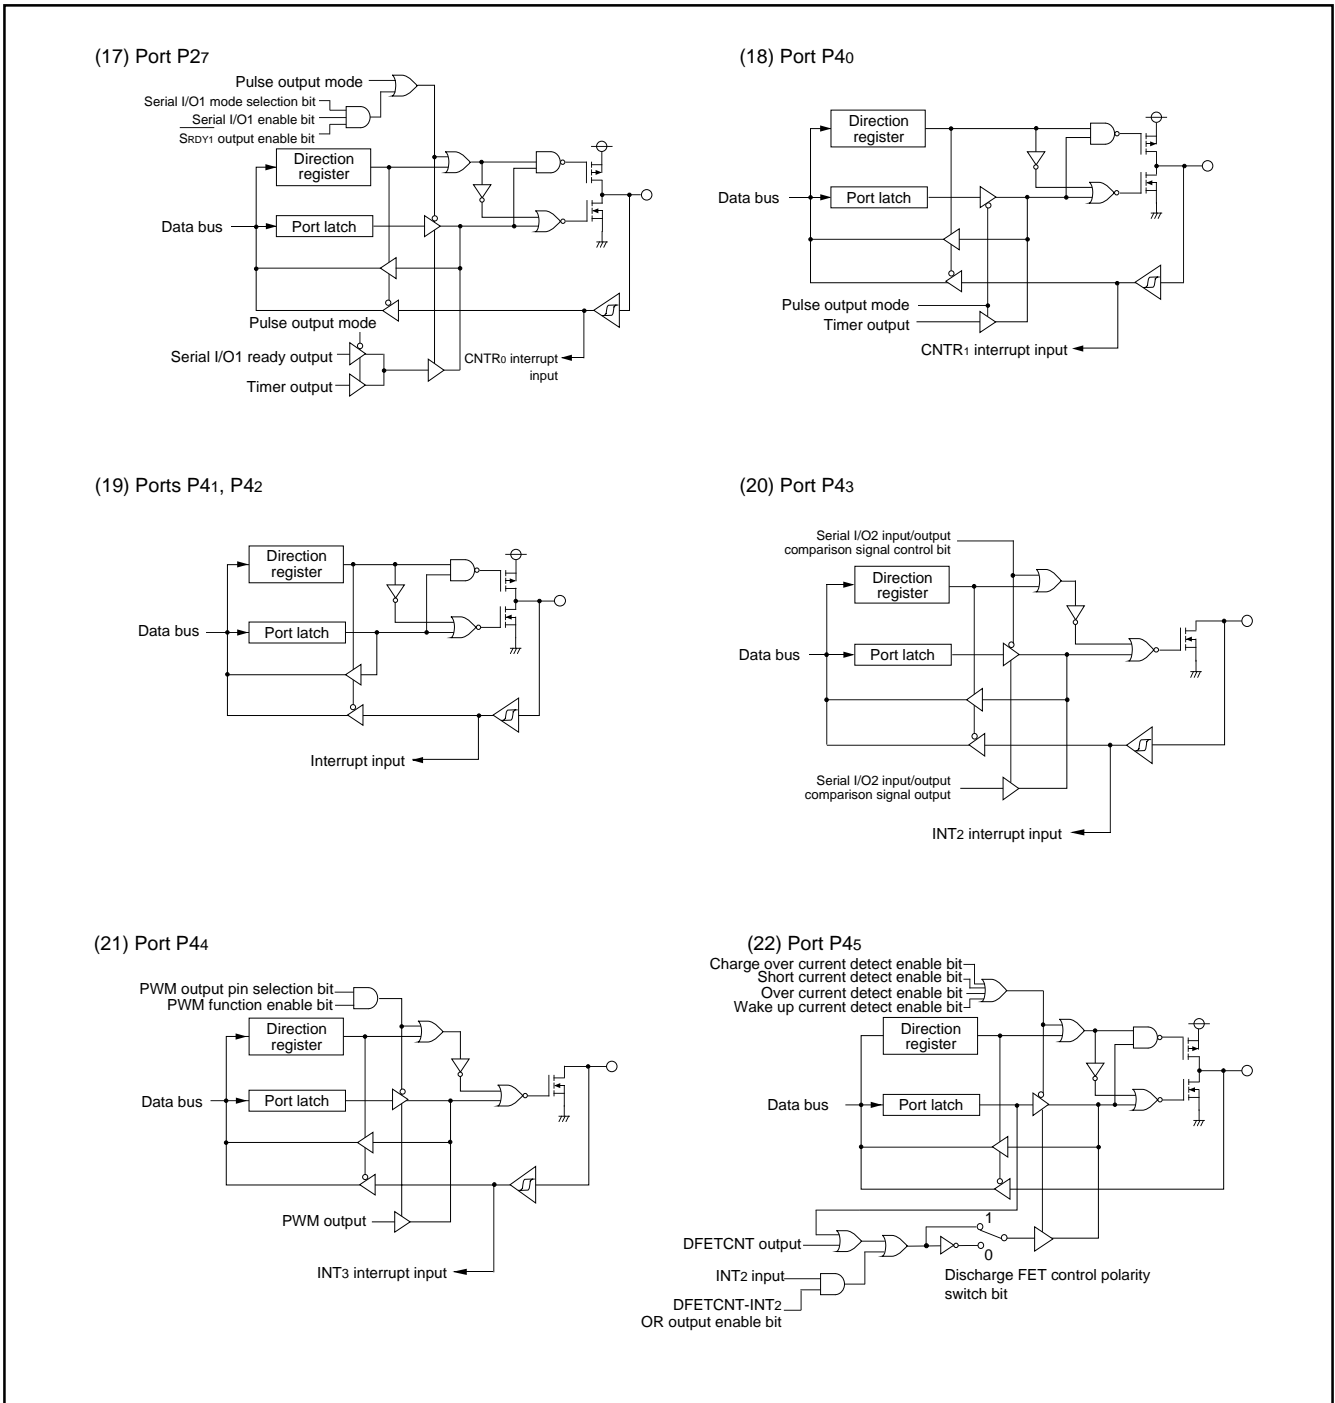 (17) Port P27
Pulse output mode
Serial I/O1 mode selection bit
Serial I/O1 enable bit
SRDY1 output enable bit
Direction
register
Data bus
Port latch
Pulse output mode
Serial I/O1 ready output
Timer output
CNTR0 interrupt
input
(18) Port P40
Direction
register
Data bus
Port latch
Pulse output mode
Timer output
CNTR1 interrupt input
(19) Ports P41, P42
Direction
register
Data bus
Port latch
Interrupt input
(20) Port P43
Serial I/O2 input/output
comparison signal control bit
Direction
register
Data bus
Port latch
Serial I/O2 input/output
comparison signal output
INT2 interrupt input
(21) Port P44
PWM output pin selection bit
PWM function enable bit
Direction
register
Data bus
Port latch
PWM output
INT3 interrupt input
(22) Port P45
Charge over current detect enable bit
Short current detect enable bit
Over current detect enable bit
Wake up current detect enable bit
Direction
register
Data bus
Port latch
DFETCNT output
1
0
INT2 input
DFETCNT-INT2
OR output enable bit
Discharge FET control polarity
switch bit